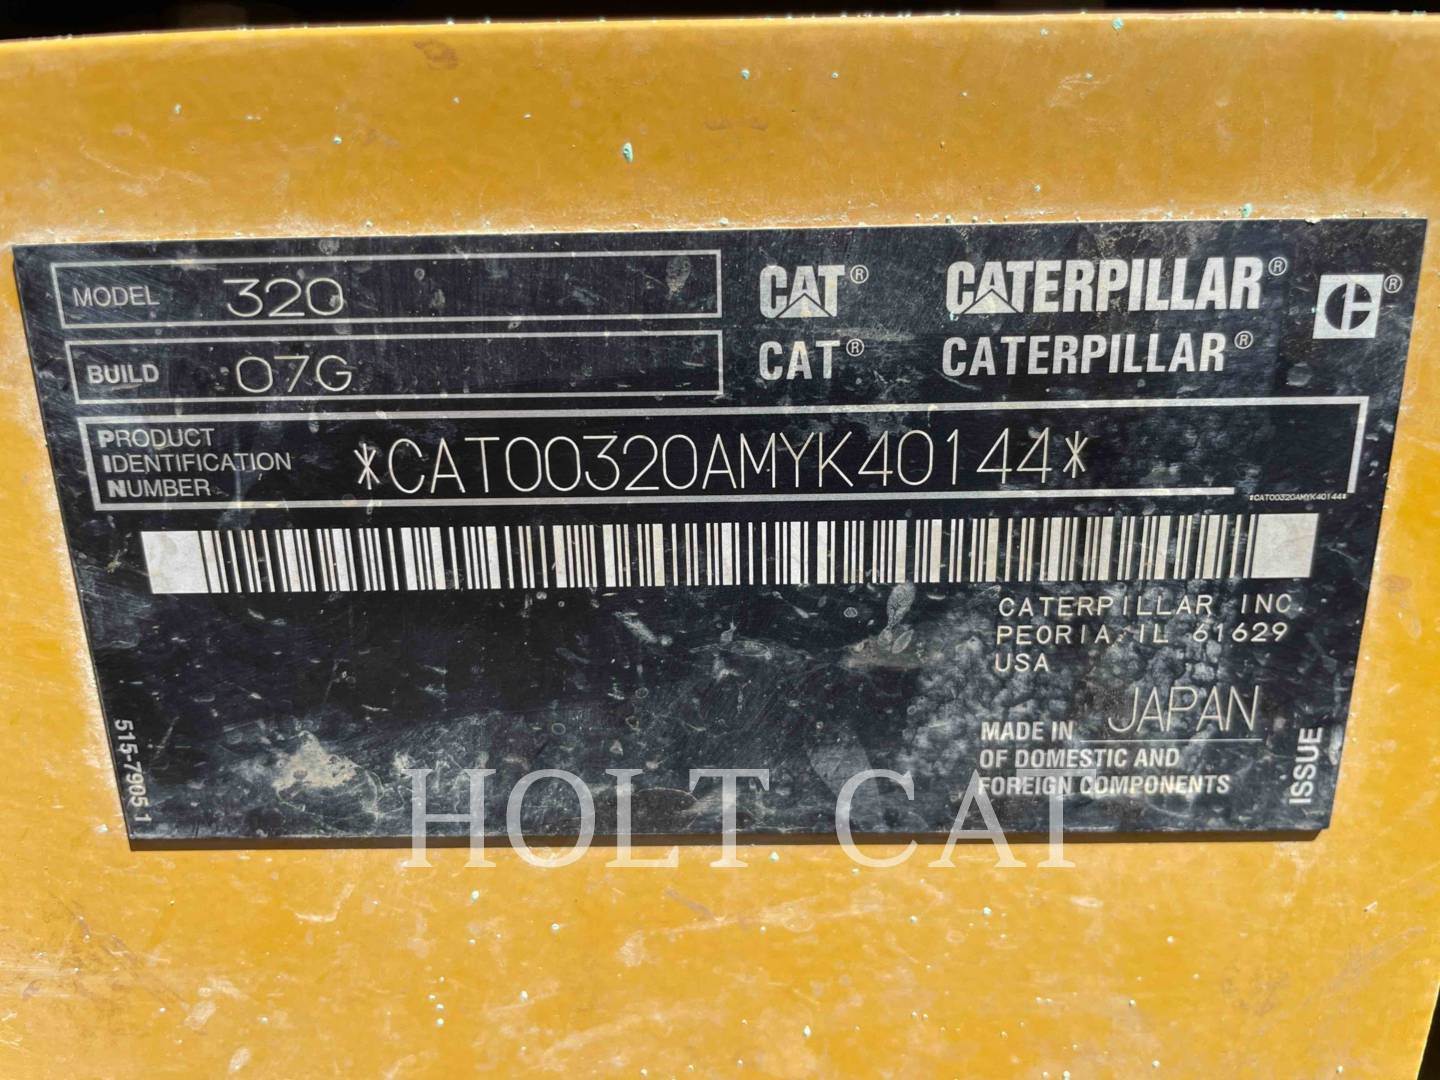 MODEL 320
BUILD 07G
CAT® CATERPILLAR® ®
CAT® CATERPILLAR®
PRODUCT
IDENTIFICATION
NUMBER
*CAT00320AMYK40144*
*CAT00320AMYK40144*
CATERPILLAR INC.
PEORIA, IL 61629
USA
MADE IN JAPAN
OF DOMESTIC AND
FOREIGN COMPONENTS
515-7905 1
ISSUE
HOLT CAT